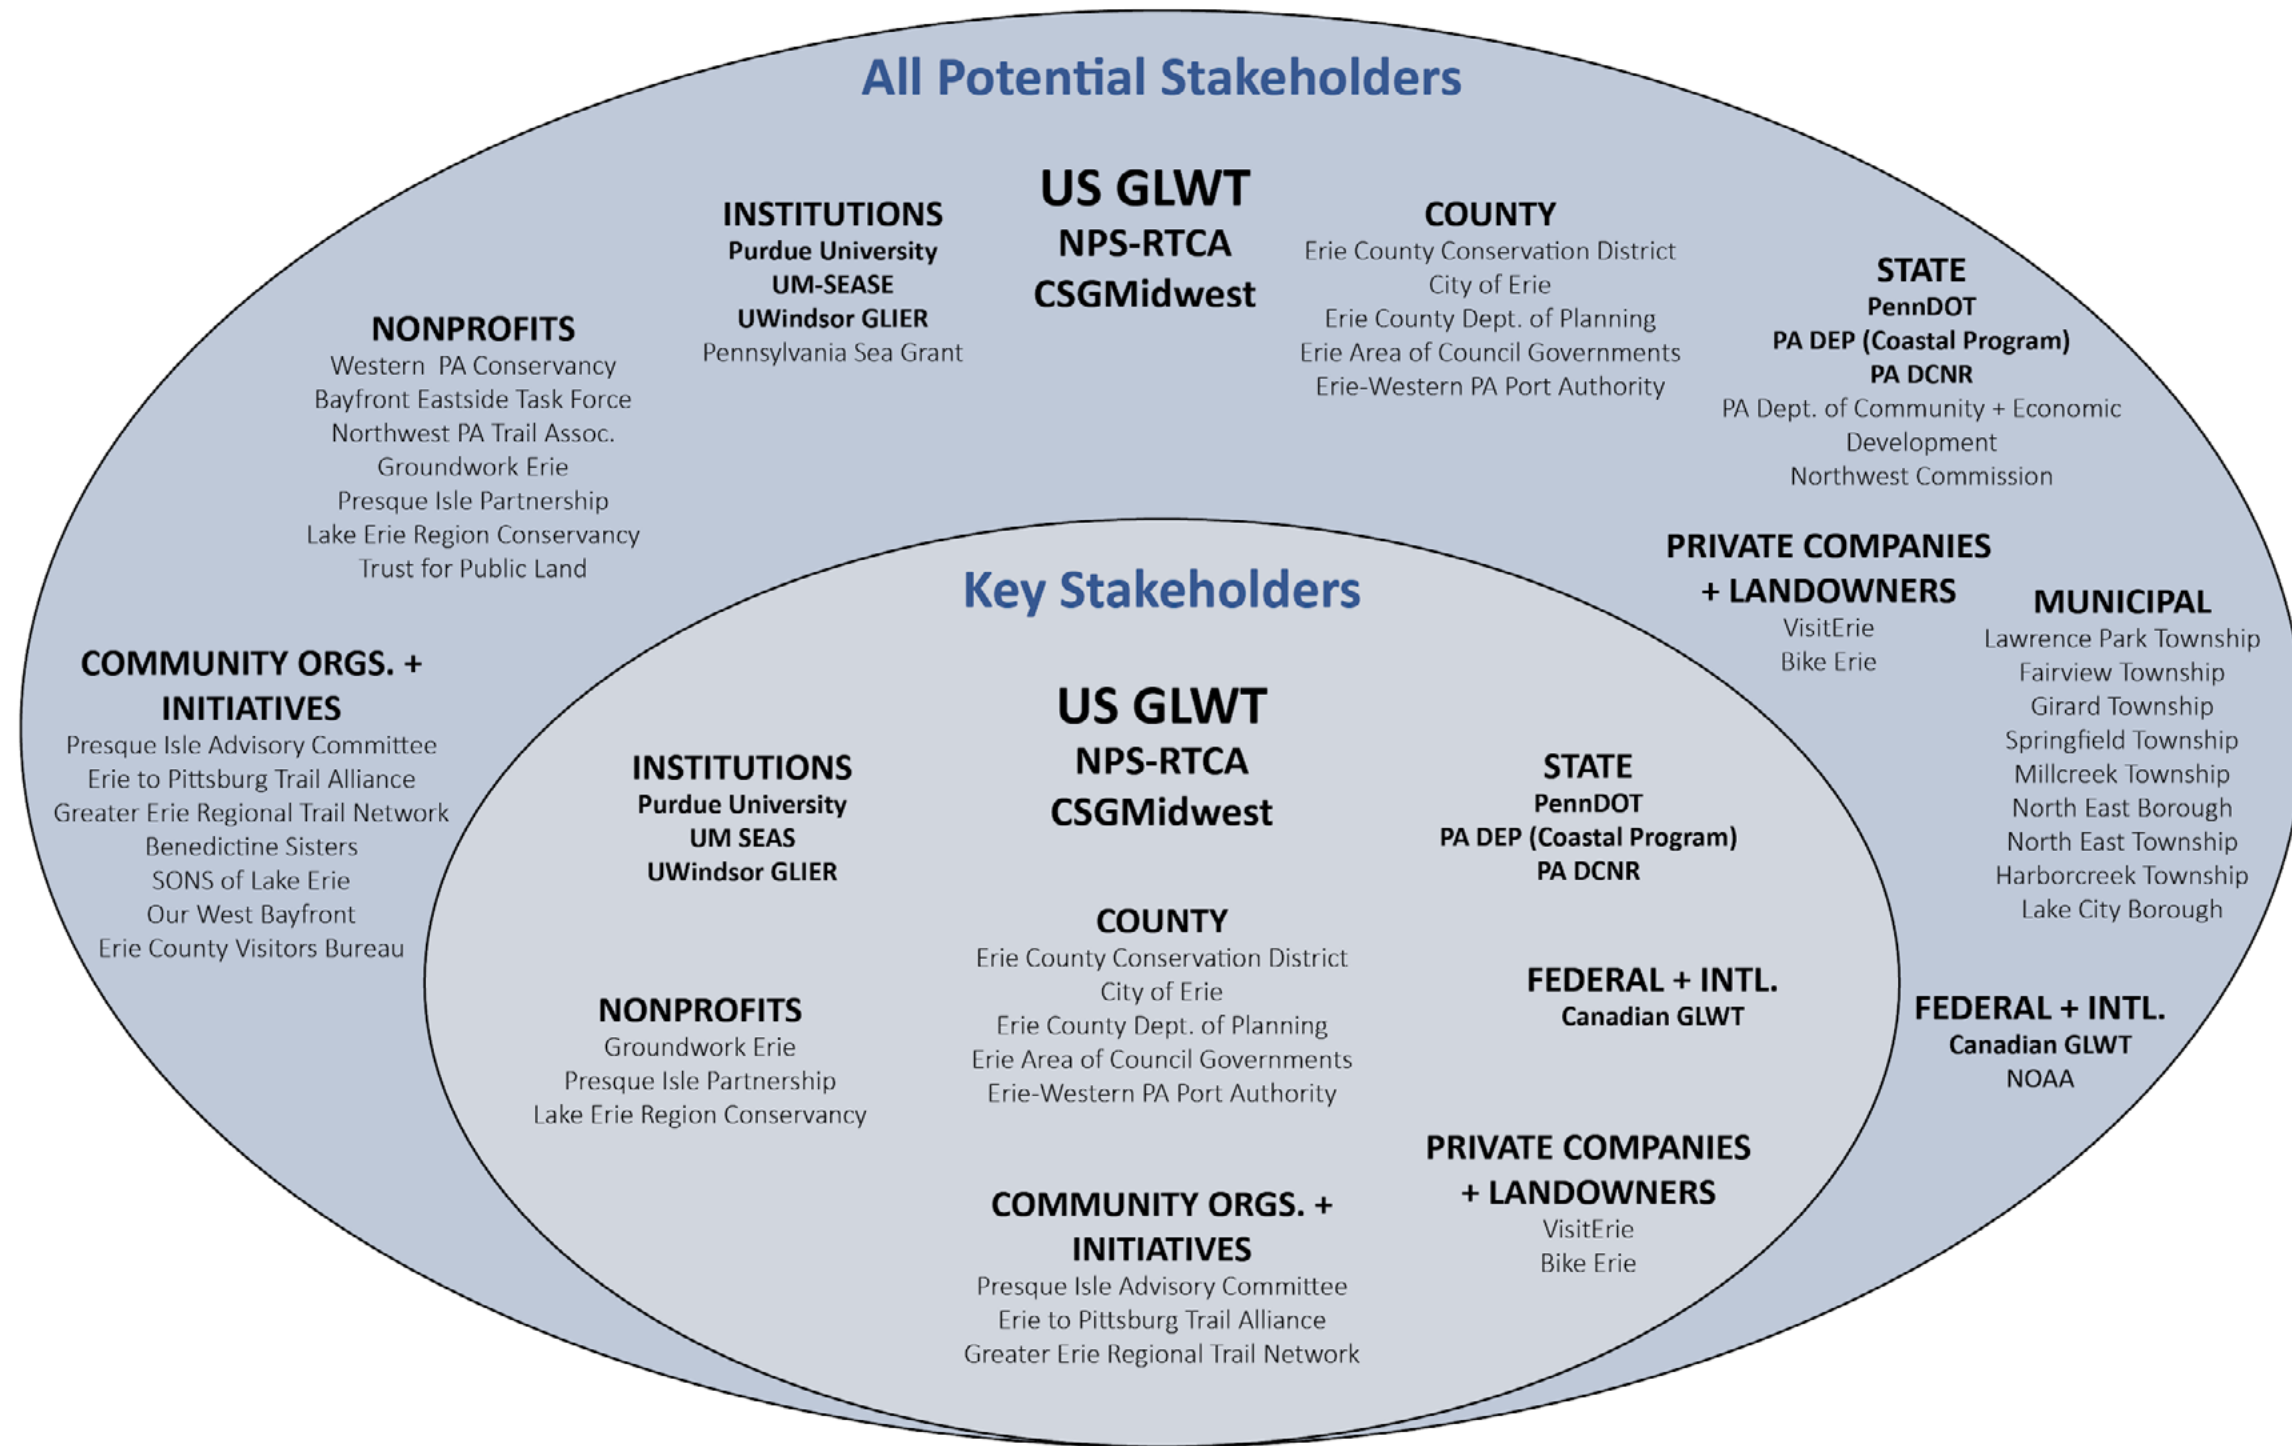 All Potential Stakeholders
US GLWT
NPS-RTCA
CSGMidwest
INSTITUTIONS
Purdue University
UM-SEASE
UWindsor GLIER
Pennsylvania Sea Grant
COUNTY
Erie County Conservation District
City of Erie
Erie County Dept. of Planning
Erie Area of Council Governments
Erie-Western PA Port Authority
STATE
PennDOT
PA DEP (Coastal Program)
PA DCNR
PA Dept. of Community + Economic
Development
Northwest Commission
NONPROFITS
Western PA Conservancy
Bayfront Eastside Task Force
Northwest PA Trail Assoc.
Groundwork Erie
Presque Isle Partnership
Lake Erie Region Conservancy
Trust for Public Land
PRIVATE COMPANIES
+ LANDOWNERS
VisitErie
Bike Erie
MUNICIPAL
Lawrence Park Township
Fairview Township
Girard Township
Springfield Township
Millcreek Township
North East Borough
North East Township
Harborcreek Township
Lake City Borough
COMMUNITY ORGS. +
INITIATIVES
Presque Isle Advisory Committee
Erie to Pittsburg Trail Alliance
Greater Erie Regional Trail Network
Benedictine Sisters
SONS of Lake Erie
Our West Bayfront
Erie County Visitors Bureau
FEDERAL + INTL.
Canadian GLWT
NOAA
Key Stakeholders
US GLWT
NPS-RTCA
CSGMidwest
INSTITUTIONS
Purdue University
UM SEAS
UWindsor GLIER
STATE
PennDOT
PA DEP (Coastal Program)
PA DCNR
COUNTY
Erie County Conservation District
City of Erie
Erie County Dept. of Planning
Erie Area of Council Governments
Erie-Western PA Port Authority
FEDERAL + INTL.
Canadian GLWT
NONPROFITS
Groundwork Erie
Presque Isle Partnership
Lake Erie Region Conservancy
PRIVATE COMPANIES
+ LANDOWNERS
VisitErie
Bike Erie
COMMUNITY ORGS. +
INITIATIVES
Presque Isle Advisory Committee
Erie to Pittsburg Trail Alliance
Greater Erie Regional Trail Network